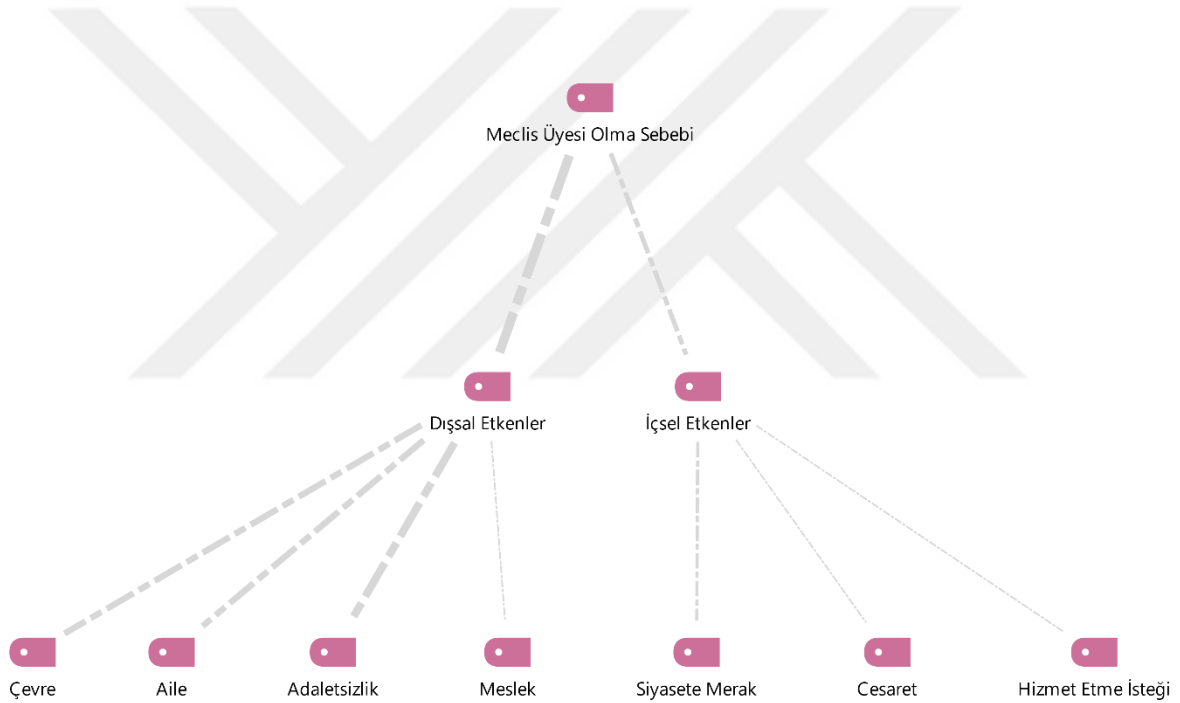 Meclis Üyesi Olma Sebebi
Dışsal Etkenler
İçsel Etkenler
Çevre
Aile
Adaletsizlik
Meslek
Siyasete Merak
Cesaret
Hizmet Etme İsteği